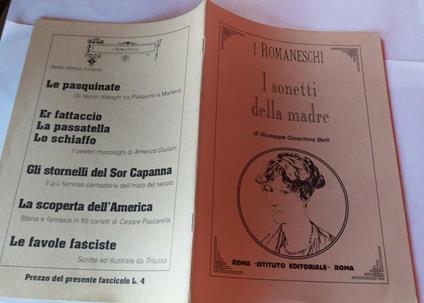 I ROMANESCHI
Nella stessa collana:
Le pasquinate
Gli storici dialoghi tra Pasquino e Marforio
Er fattaccio
La passatella
Lo schiaffo
I celebri monologhi di Americo Giuliani
Gli stornelli del Sor Capanna
Il più famoso cantastorie dell'inizio del secolo
La scoperta dell'America
Storia e fantasia in 50 sonetti di Cesare Pascarella
Le favole fasciste
Scritte ed illustrate da Trilussa
Prezzo del presente fascicolo L. 4
I ROMANESCHI
I sonetti
della madre
di Giuseppe Gioachino Belli
ROMA - ISTITUTO EDITORIALE - ROMA